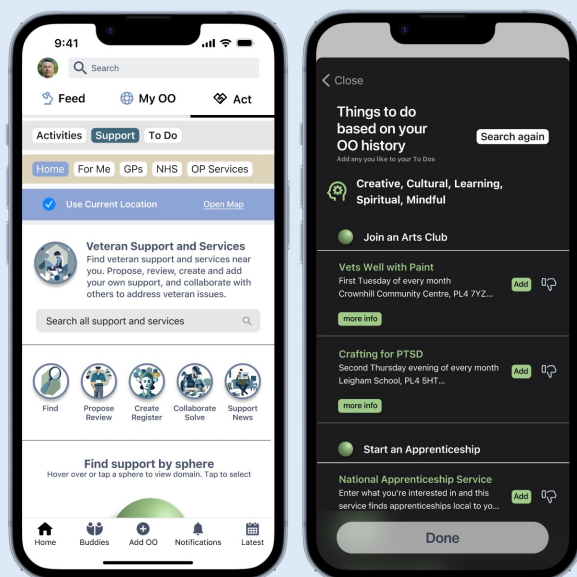 9:41
Search
Feed
My OO
Act
Activities
Support
To Do
Home
For Me
GPs
NHS
OP Services
Use Current Location
Open Map
Veteran Support and Services
Find veteran support and services near
you. Propose, review, create and add
your own support, and collaborate with
others to address veteran issues.
Search all support and services
Find
Propose
Review
Create
Register
Collaborate
Solve
Support
News
Find support by sphere
Hover over or tap a sphere to view domain. Tap to select
Home
Buddies
Add OO
Notifications
Latest
Close
Things to do
based on your
OO history
Search again
Add any you like to your To Dos
Creative, Cultural, Learning,
Spiritual, Mindful
Join an Arts Club
Vets Well with Paint
First Tuesday of every month
Crownhill Community Centre, PL4 7YZ...
Add
more info
Crafting for PTSD
Second Thursday evening of every month
Leigham School, PL4 5HT...
Add
more info
Start an Apprenticeship
National Apprenticeship Service
Enter what you're interested in and this
service finds apprenticeships local to yo...
Add
Done